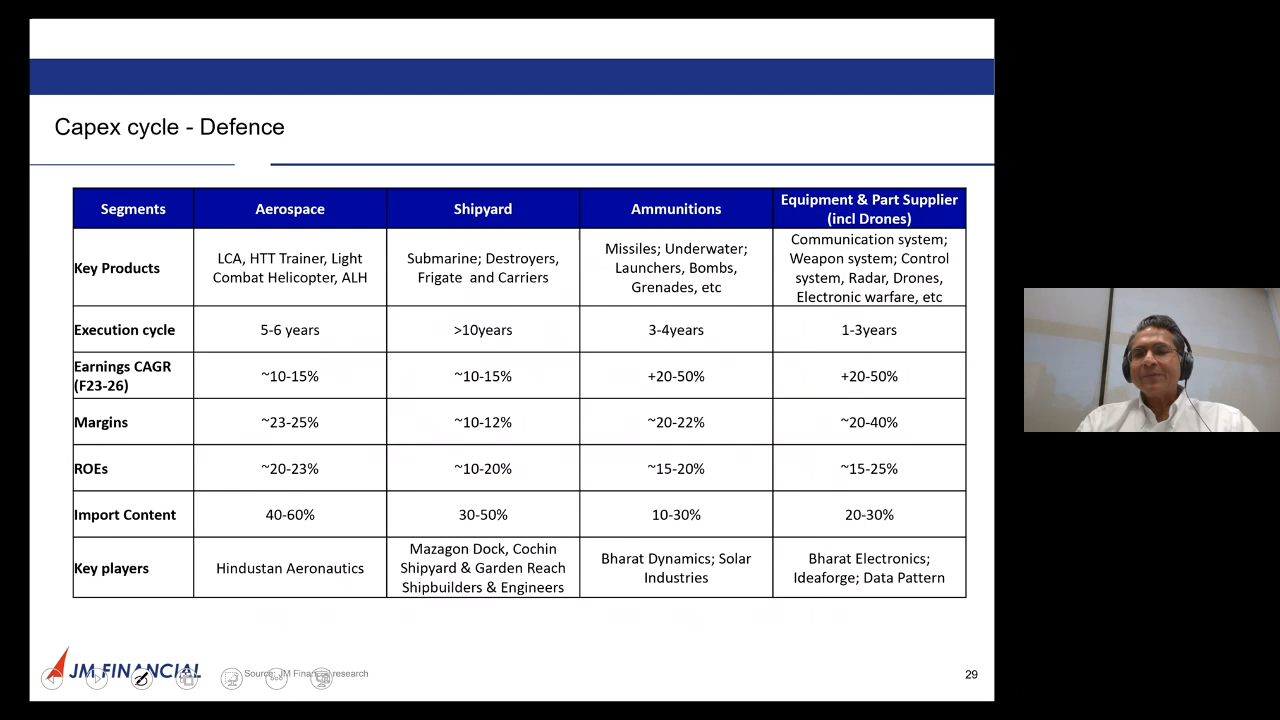 Capex cycle - Defence
Segments
Aerospace
Shipyard
Ammunitions
Equipment & Part Supplier
(incl Drones)
Key Products
LCA, HTT Trainer, Light
Combat Helicopter, ALH
Submarine; Destroyers,
Frigate and Carriers
Missiles; Underwater;
Launchers, Bombs,
Grenades, etc
Communication system;
Weapon system; Control
system, Radar, Drones,
Electronic warfare, etc
Execution cycle
5-6 years
>10years
3-4years
1-3years
Earnings CAGR
(F23-26)
~10-15%
~10-15%
+20-50%
+20-50%
Margins
~23-25%
~10-12%
~20-22%
~20-40%
ROEs
~20-23%
~10-20%
~15-20%
~15-25%
Import Content
40-60%
30-50%
10-30%
20-30%
Key players
Hindustan Aeronautics
Mazagon Dock, Cochin
Shipyard & Garden Reach
Shipbuilders & Engineers
Bharat Dynamics; Solar
Industries
Bharat Electronics;
Ideaforge; Data Pattern
JM FINANCIAL
Source: JM Financial research
29